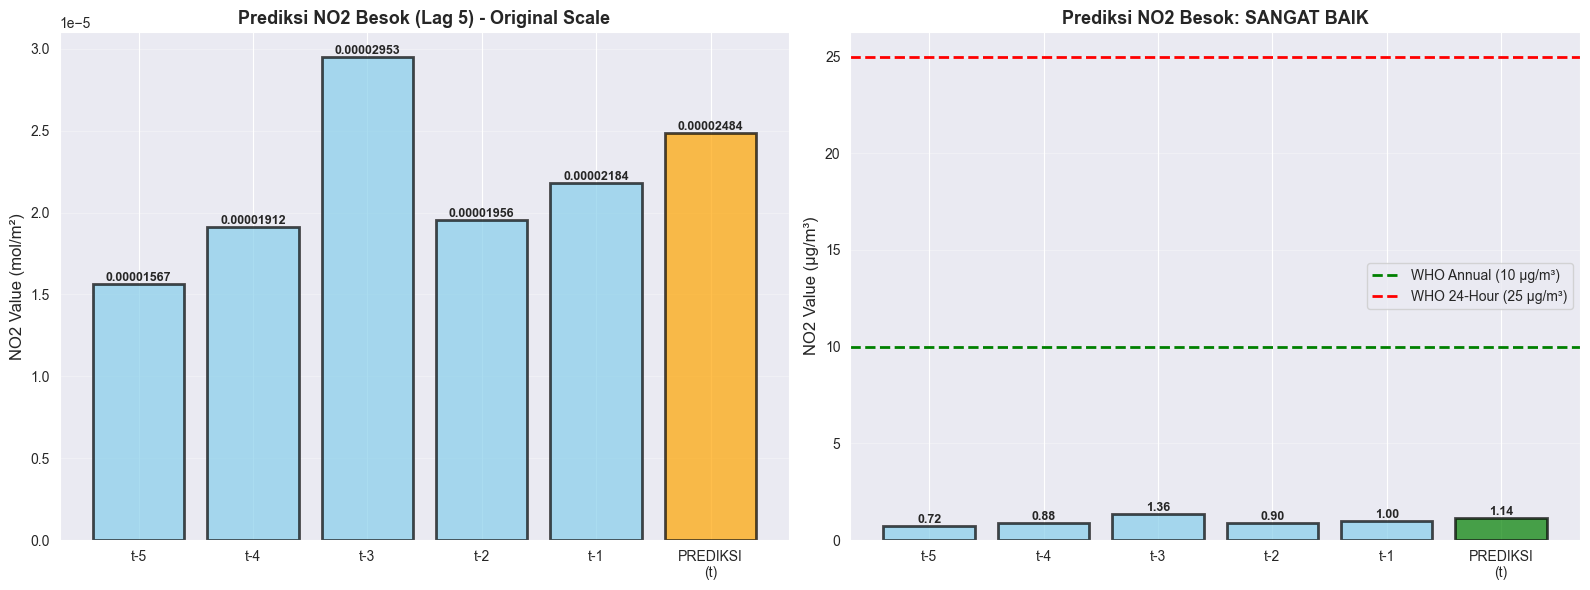 Prediksi NO2 Besok (Lag 5) - Original Scale
1e−5
NO2 Value (mol/m²)
3.0
2.5
2.0
1.5
1.0
0.5
0.0
0.00001567
0.00001912
0.00002953
0.00001956
0.00002184
0.00002484
t-5
t-4
t-3
t-2
t-1
PREDIKSI
(t)
Prediksi NO2 Besok: SANGAT BAIK
NO2 Value (μg/m³)
25
20
15
10
5
0
WHO Annual (10 μg/m³)
WHO 24-Hour (25 μg/m³)
0.72
0.88
1.36
0.90
1.00
1.14
t-5
t-4
t-3
t-2
t-1
PREDIKSI
(t)